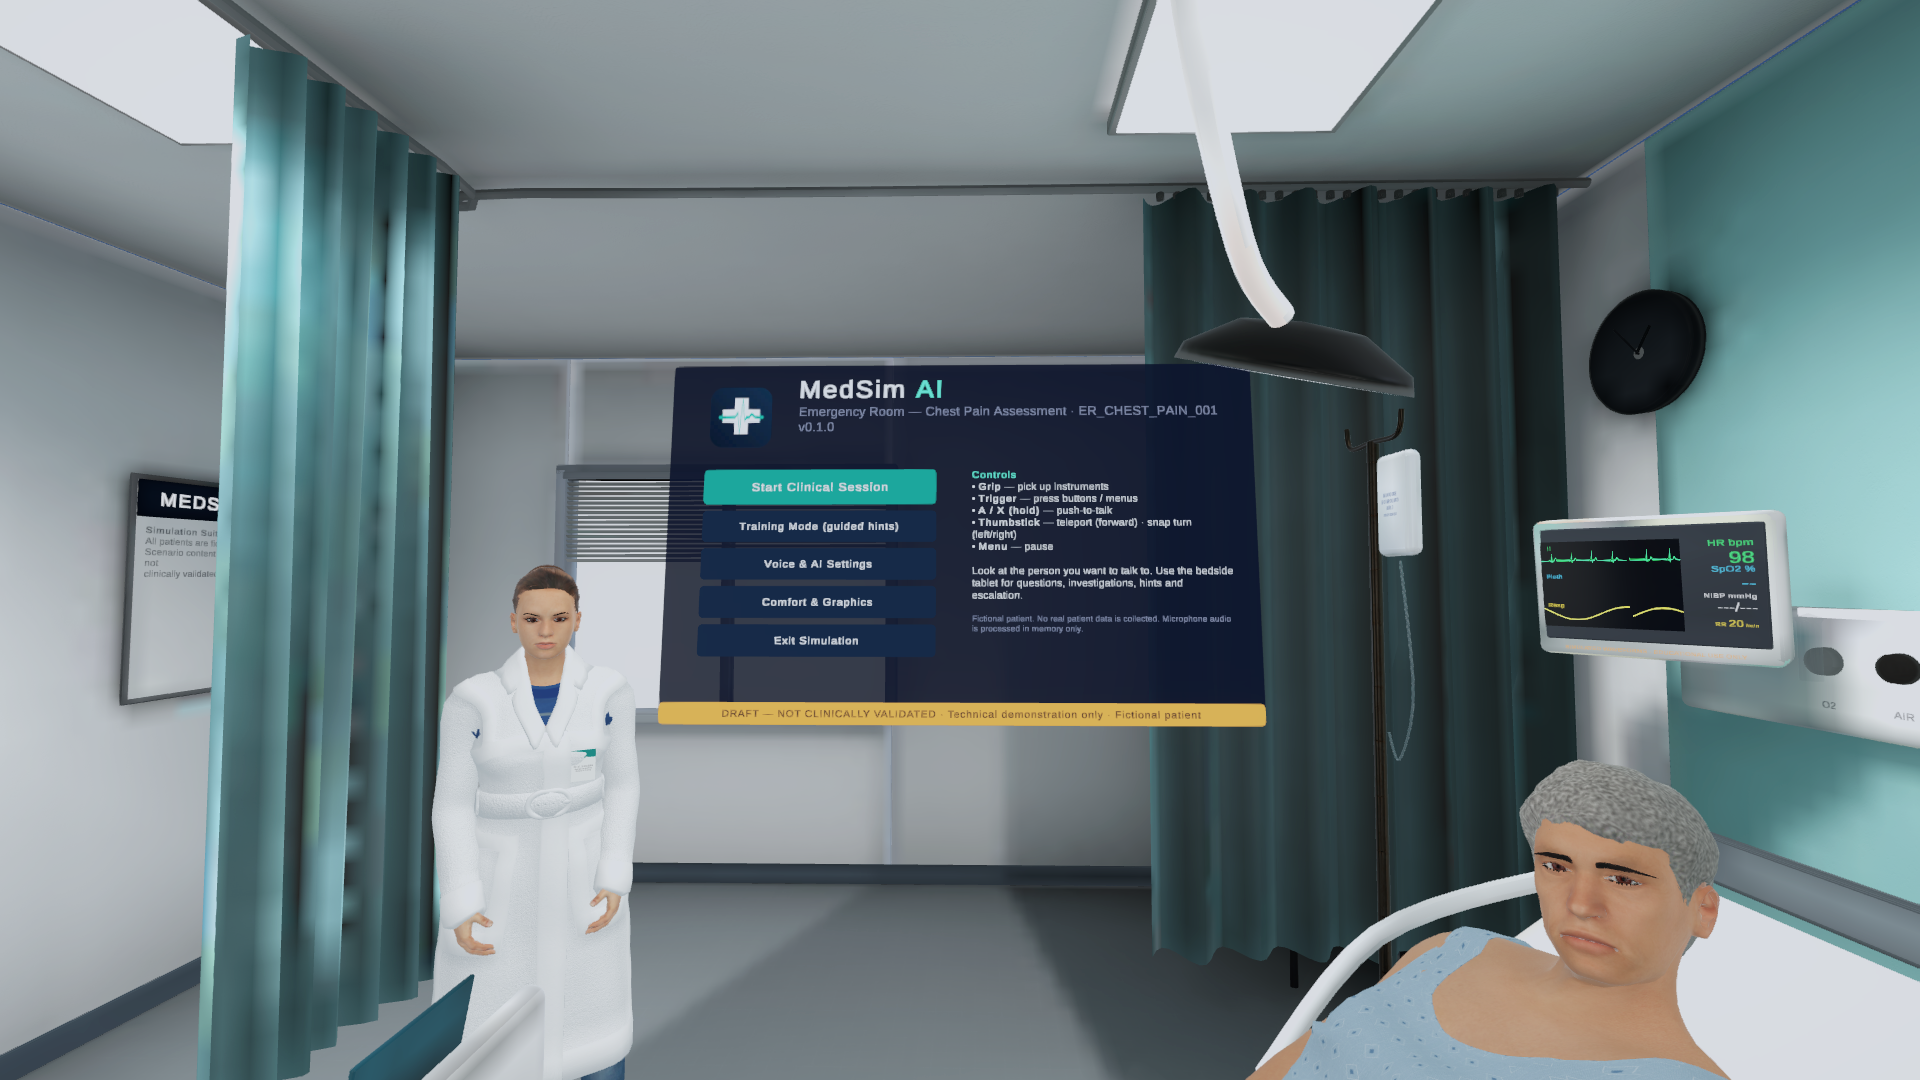 MedSim AI
Emergency Room — Chest Pain Assessment · ER_CHEST_PAIN_001
v0.1.0
Start Clinical Session
Training Mode (guided hints)
Voice & AI Settings
Comfort & Graphics
Exit Simulation
Controls
• Grip — pick up instruments
• Trigger — press buttons / menus
• A / X (hold) — push-to-talk
• Thumbstick — teleport (forward) · snap turn
(left/right)
• Menu — pause
Look at the person you want to talk to. Use the bedside
tablet for questions, investigations, hints and
escalation.
Fictional patient. No real patient data is collected. Microphone audio
is processed in memory only.
DRAFT — NOT CLINICALLY VALIDATED · Technical demonstration only · Fictional patient
MEDS
Simulation
All patients are
Scenario content
not
clinically validated
II
Pleth
Resp
HR bpm
98
SpO2 %
--
NIBP mmHg
---/---
RR 20
O2
AIR